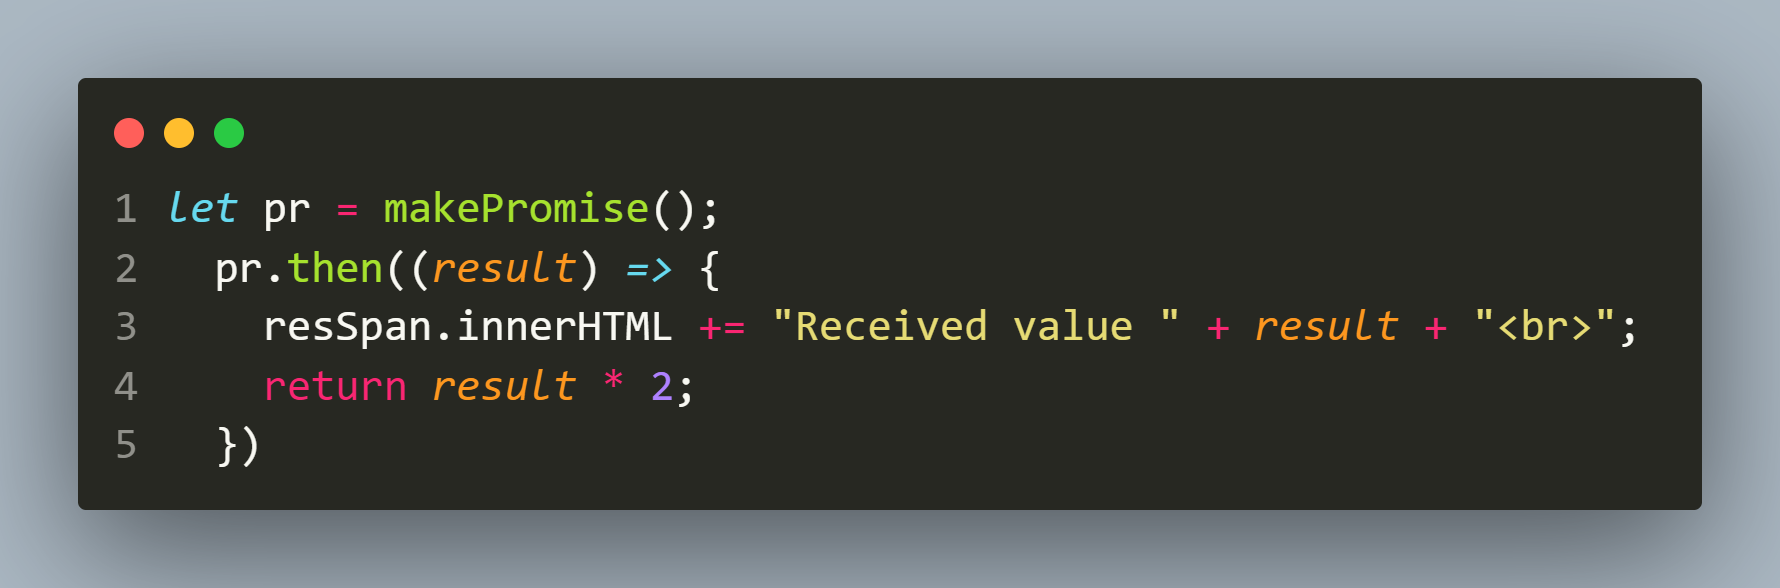 1 let pr = makePromise();
2   pr.then((result) => {
3     resSpan.innerHTML += "Received value " + result + "<br>";
4     return result * 2;
5   })